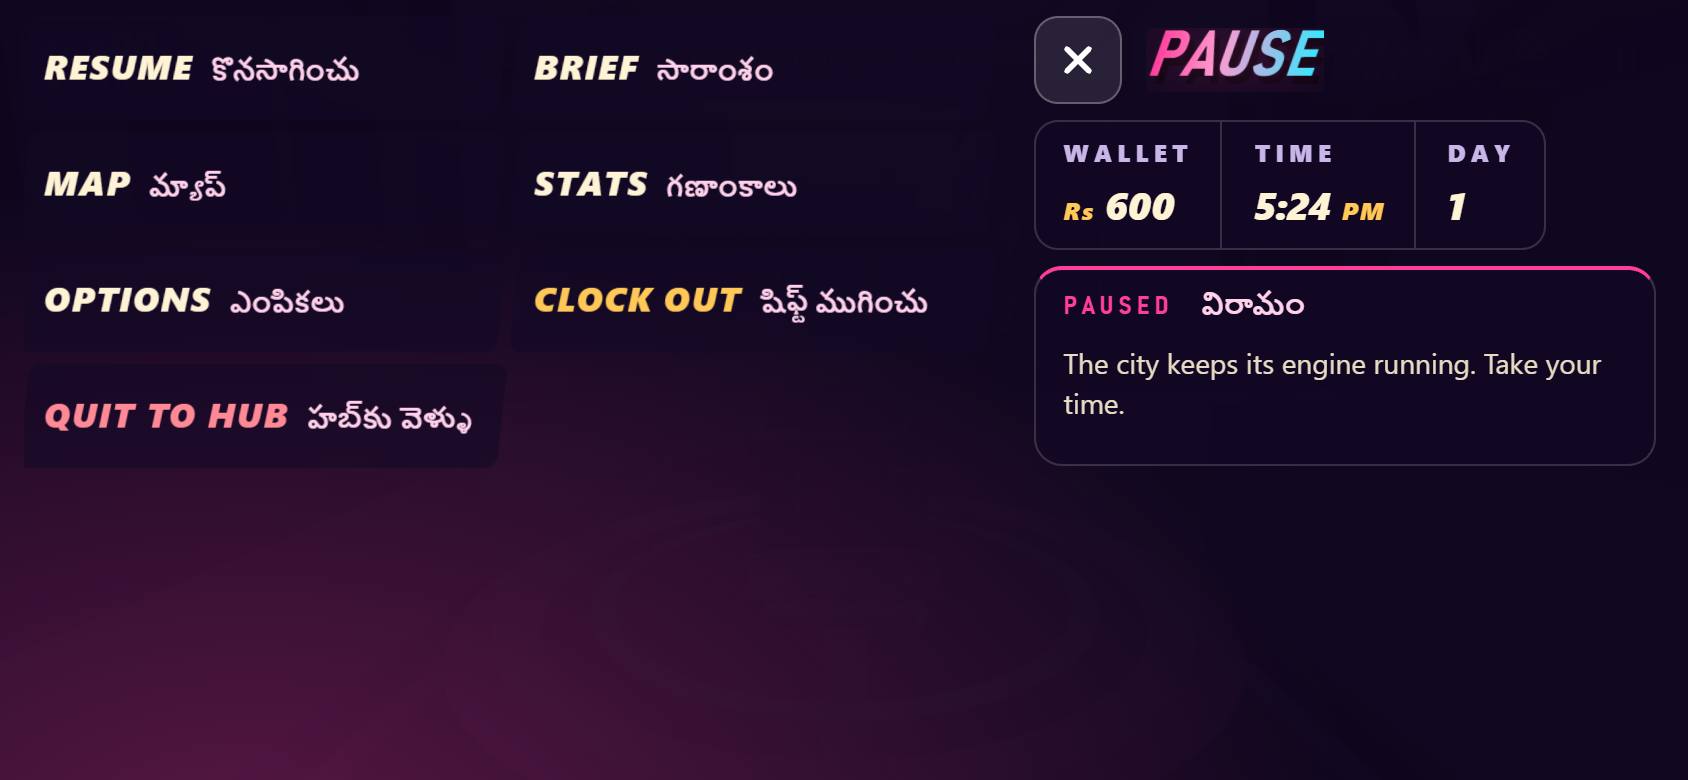 RESUME కొనసాగించు
BRIEF సారాంశం
MAP మ్యాప్
STATS గణాంకాలు
OPTIONS ఎంపికలు
CLOCK OUT షిఫ్ట్ ముగించు
QUIT TO HUB హబ్‌కు వెళ్ళు
PAUSE
WALLET
Rs 600
TIME
5:24 PM
DAY
1
PAUSED విరామం
The city keeps its engine running. Take your
time.